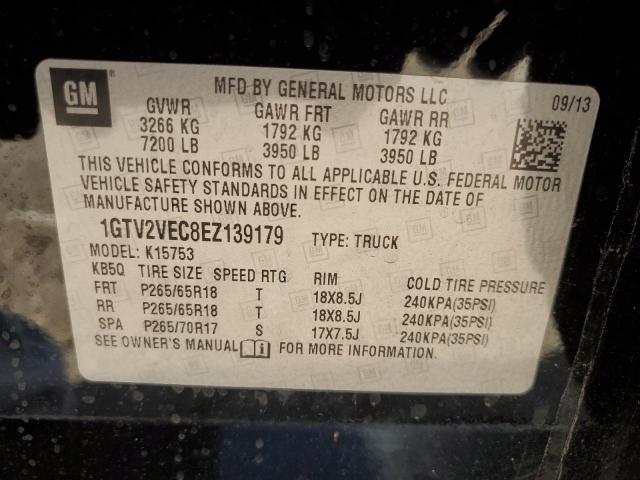 GM
MFD BY GENERAL MOTORS LLC
09/13
GVWR GAWR FRT GAWR RR
3266 KG 1792 KG 1792 KG
7200 LB 3950 LB 3950 LB
THIS VEHICLE CONFORMS TO ALL APPLICABLE U.S. FEDERAL MOTOR
VEHICLE SAFETY STANDARDS IN EFFECT ON THE DATE OF
MANUFACTURE SHOWN ABOVE.
1GTV2VEC8EZ139179 TYPE: TRUCK
MODEL: K15753
KB5Q TIRE SIZE SPEED RTG RIM COLD TIRE PRESSURE
FRT P265/65R18 T 18X8.5J 240KPA(35PSI)
RR P265/65R18 T 18X8.5J 240KPA(35PSI)
SPA P265/70R17 S 17X7.5J 240KPA(35PSI)
SEE OWNER'S MANUAL FOR MORE INFORMATION.